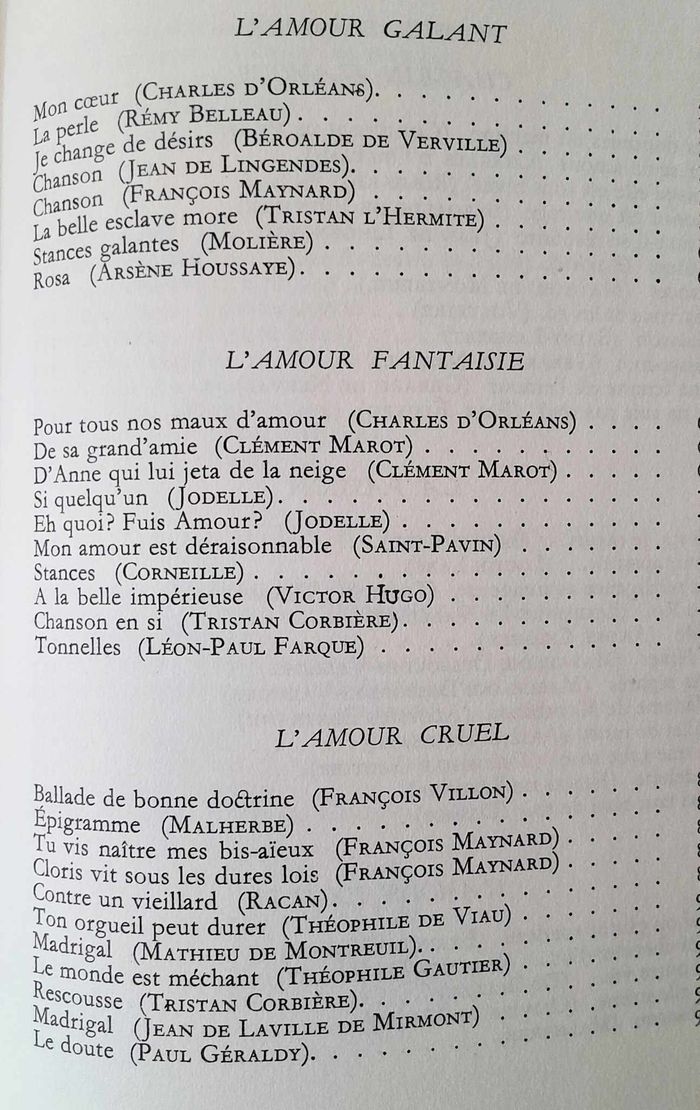 L'AMOUR GALANT
Mon cœur (CHARLES D'ORLÉANS). . . . . . . . . . .
La perle (RÉMY BELLEAU) . . . . . . . . . . . . . .
Je change de désirs (BÉROALDE DE VERVILLE) . . . . . .
Chanson (JEAN DE LINGENDES). . . . . . . . . . . .
Chanson (FRANÇOIS MAYNARD) . . . . . . . . . . . .
La belle esclave more (TRISTAN L'HERMITE) . . . . . . .
Stances galantes (MOLIÈRE) . . . . . . . . . . . . .
Rosa (ARSÈNE HOUSSAYE). . . . . . . . . . . . . .
L'AMOUR FANTAISIE
Pour tous nos maux d'amour (CHARLES D'ORLÉANS) . . . .
De sa grand'amie (CLÉMENT MAROT) . . . . . . . . . .
D'Anne qui lui jeta de la neige (CLÉMENT MAROT) . . . . .
Si quelqu'un (JODELLE). . . . . . . . . . . . . . .
Eh quoi? Fuis Amour? (JODELLE) . . . . . . . . . . .
Mon amour est déraisonnable (SAINT-PAVIN) . . . . . . .
Stances (CORNEILLE) . . . . . . . . . . . . . . . .
A la belle impérieuse (VICTOR HUGO) . . . . . . . . .
Chanson en si (TRISTAN CORBIÈRE). . . . . . . . . . .
Tonnelles (LÉON-PAUL FARQUE) . . . . . . . . . . . .
L'AMOUR CRUEL
Ballade de bonne doctrine (FRANÇOIS VILLON) . . . . . .
Épigramme (MALHERBE) . . . . . . . . . . . . . .
Tu vis naître mes bis-aïeux (FRANÇOIS MAYNARD) . . . .
Cloris vit sous les dures lois (FRANÇOIS MAYNARD) . . . .
Contre un vieillard (RACAN). . . . . . . . . . . . .
Ton orgueil peut durer (THÉOPHILE DE VIAU) . . . . . .
Madrigal (MATHIEU DE MONTREUIL). . . . . . . . . .
Le monde est méchant (THÉOPHILE GAUTIER) . . . . . .
Rescousse (TRISTAN CORBIÈRE). . . . . . . . . . . .
Madrigal (JEAN DE LAVILLE DE MIRMONT) . . . . . . .
Le doute (PAUL GÉRALDY). . . . . . . . . . . . . .